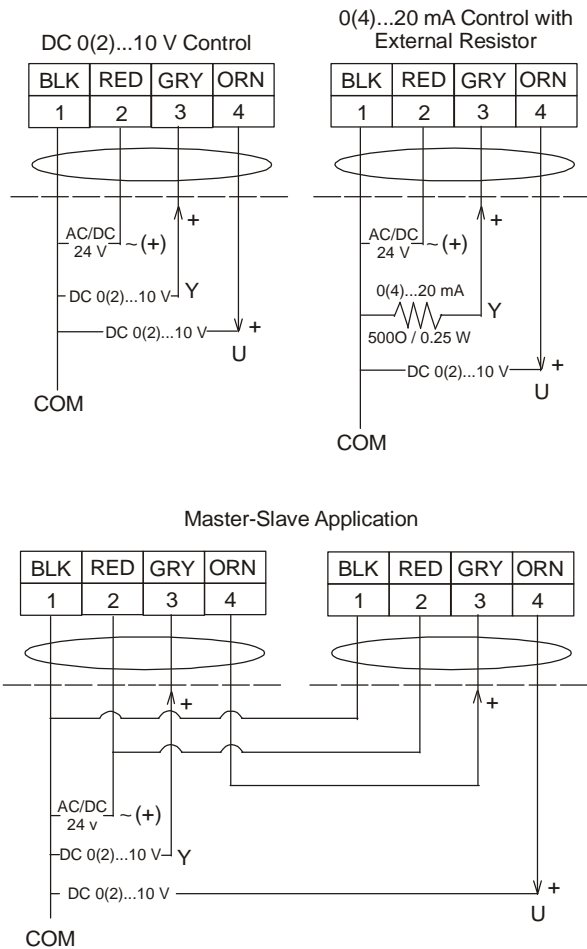 DC 0(2)...10 V Control
BLK RED GRY ORN
1 2 3 4
+
AC/DC
24 V
~ (+)
DC 0(2)...10 V
Y
DC 0(2)...10 V
+
U
COM
0(4)...20 mA Control with
External Resistor
BLK RED GRY ORN
1 2 3 4
+
AC/DC
24 V
~ (+)
0(4)...20 mA
Y
500O / 0.25 W
DC 0(2)...10 V
+
U
COM
Master-Slave Application
BLK RED GRY ORN
1 2 3 4
BLK RED GRY ORN
1 2 3 4
+
+
AC/DC
24 v
~ (+)
DC 0(2)...10 V
Y
DC 0(2)...10 V
+
U
COM